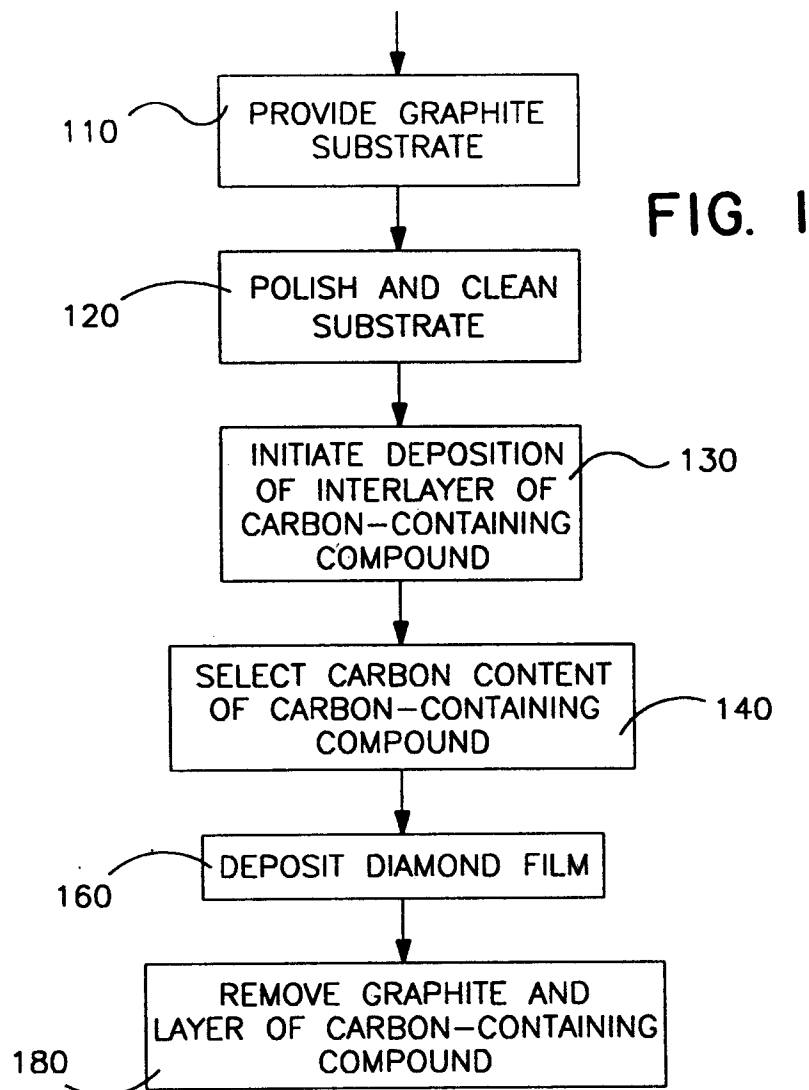 PROVIDE GRAPHITE
SUBSTRATE
110
FIG. 1
POLISH AND CLEAN
SUBSTRATE
120
INITIATE DEPOSITION
OF INTERLAYER OF
CARBON-CONTAINING
COMPOUND
130
SELECT CARBON CONTENT
OF CARBON-CONTAINING
COMPOUND
140
DEPOSIT DIAMOND FILM
160
REMOVE GRAPHITE AND
LAYER OF CARBON-CONTAINING
COMPOUND
180